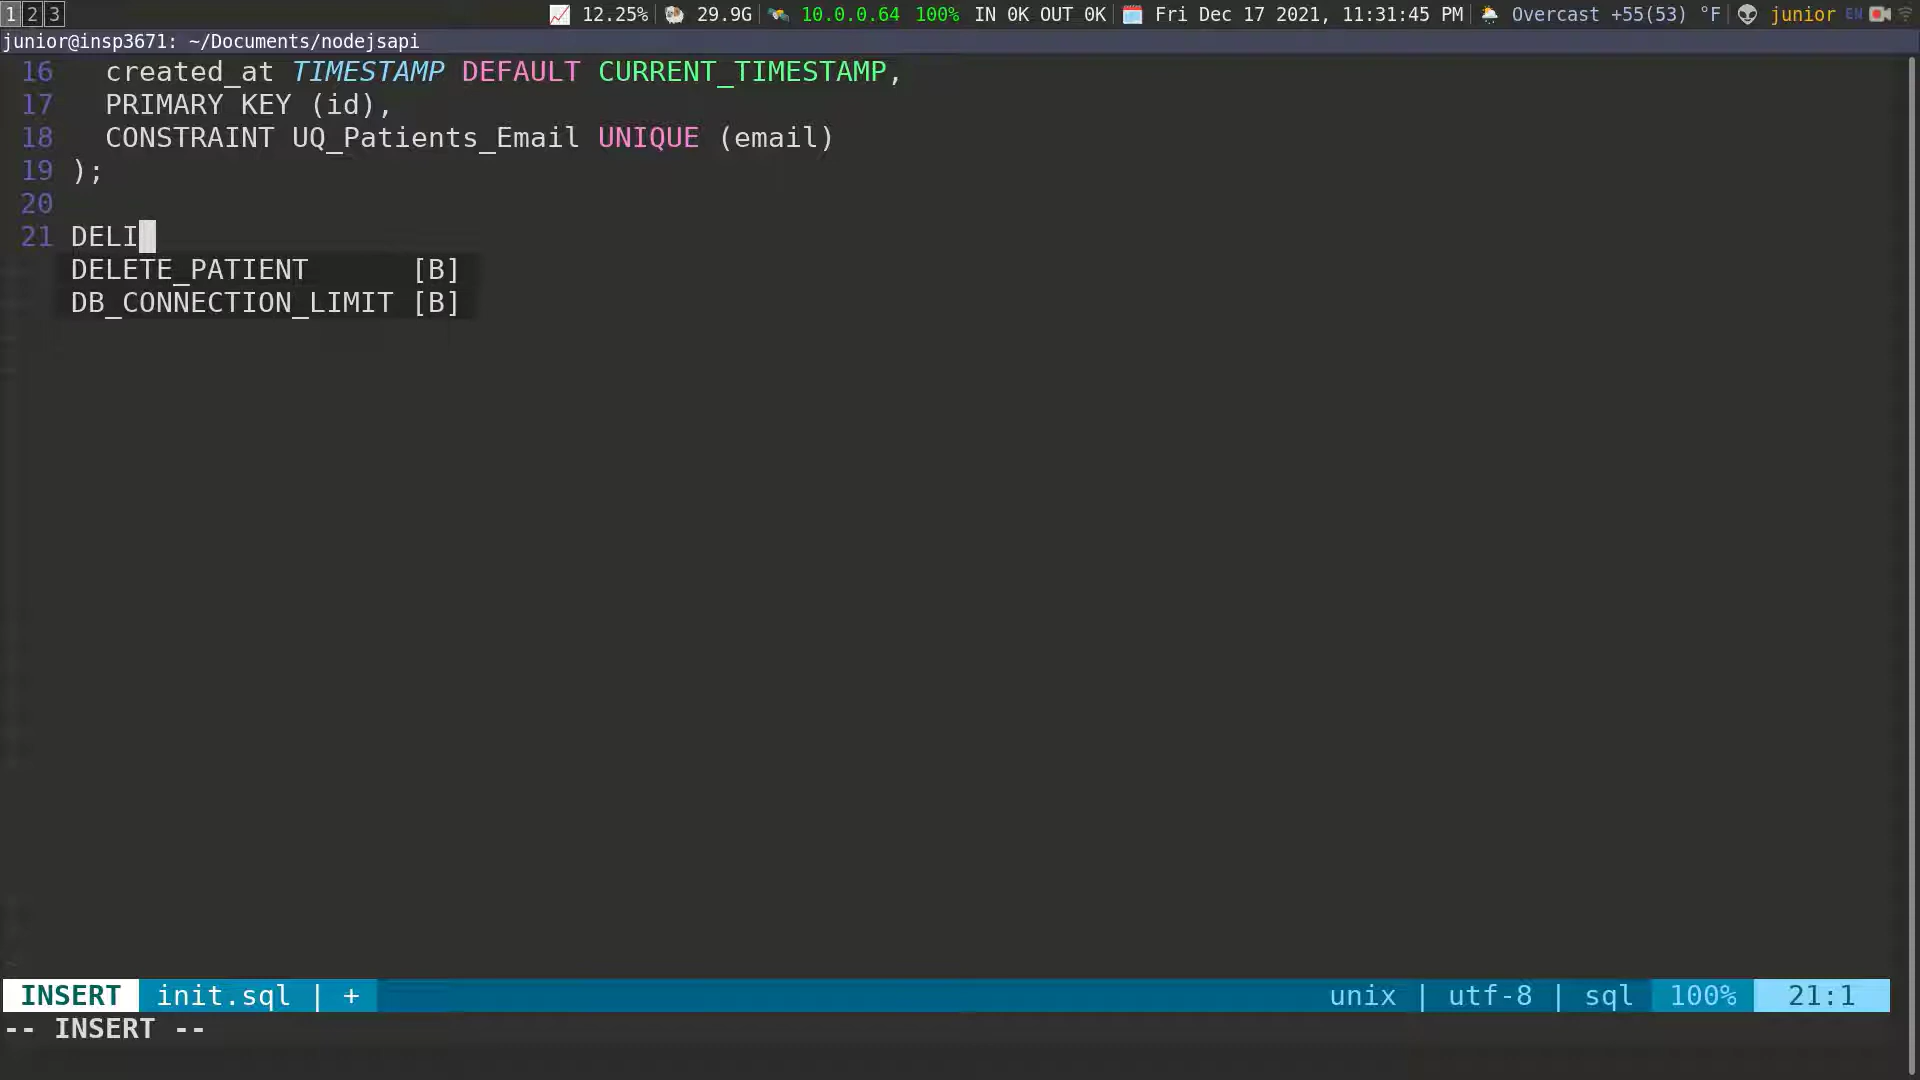 1 2 3 12.25% 29.9G 10.0.0.64 100% IN 0K OUT 0K Fri Dec 17 2021, 11:31:45 PM Overcast +55(53) °F junior EN
junior@insp3671: ~/Documents/nodejsapi
16 created_at TIMESTAMP DEFAULT CURRENT_TIMESTAMP,
17 PRIMARY KEY (id),
18 CONSTRAINT UQ_Patients_Email UNIQUE (email)
19 );
20
21 DELI
DELETE_PATIENT [B]
DB_CONNECTION_LIMIT [B]
INSERT init.sql | + unix | utf-8 | sql 100% 21:1
-- INSERT --